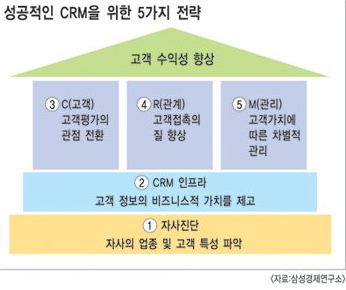 성공적인 CRM을 위한 5가지 전략
고객 수익성 향상
③ C(고객)
고객평가의
관점 전환
④ R(관계)
고객접촉의
질 향상
⑤ M(관리)
고객가치에
따른 차별적
관리
② CRM 인프라
고객 정보의 비즈니스적 가치를 제고
① 자사진단
자사의 업종 및 고객 특성 파악
〈자료:삼성경제연구소〉